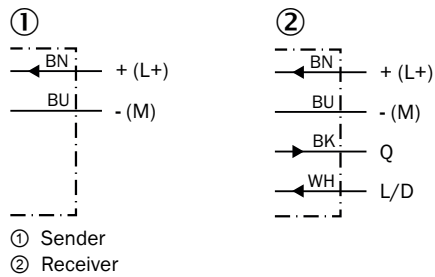 ① ②
BN + (L+) BN + (L+)
BU - (M) BU - (M)
BK Q
WH L/D
① Sender
② Receiver